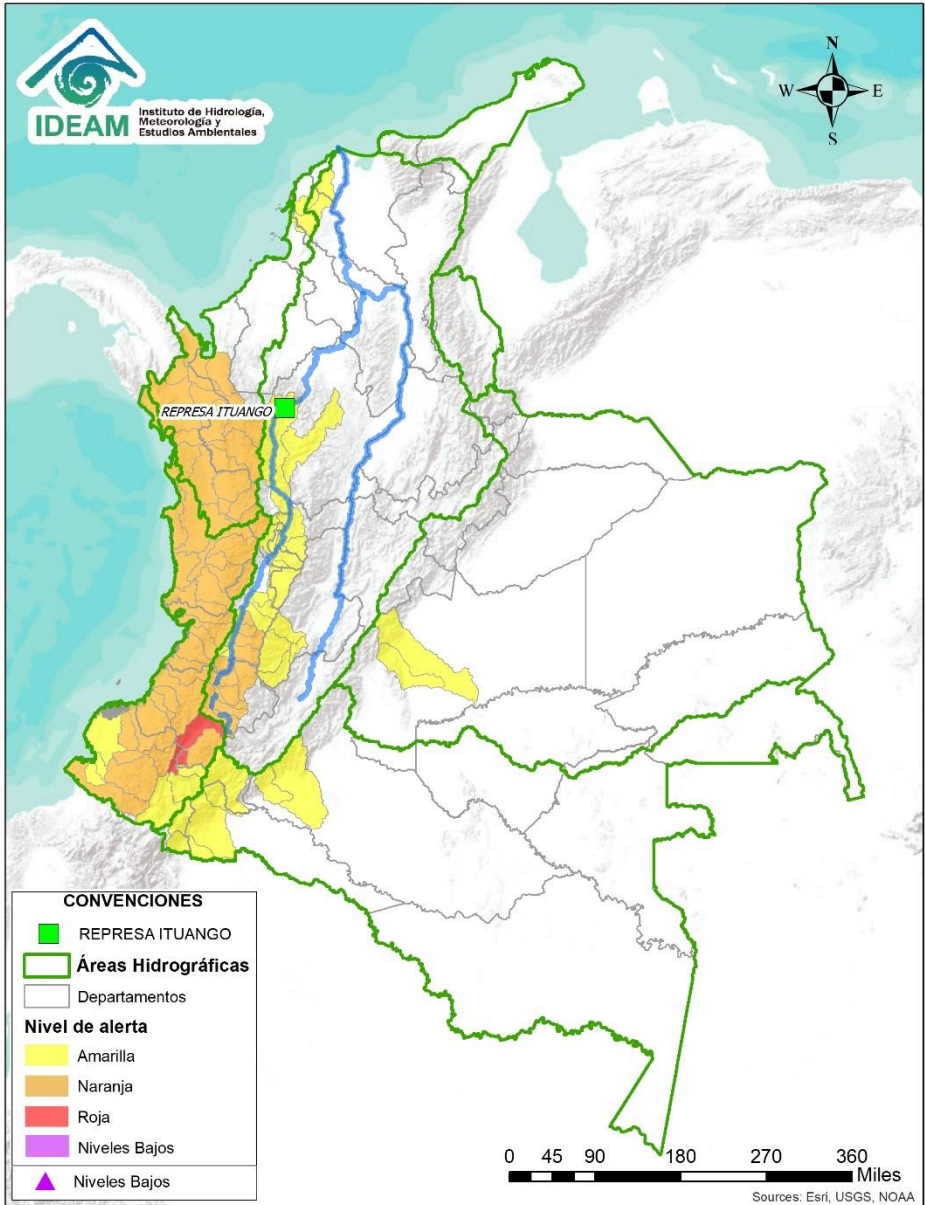 IDEAM
Instituto de Hidrología,
Meteorología y
Estudios Ambientales
N
W E
S
REPRESA ITUANGO
CONVENCIONES
REPRESA ITUANGO
Áreas Hidrográficas
Departamentos
Nivel de alerta
Amarilla
Naranja
Roja
Niveles Bajos
Niveles Bajos
0 45 90 180 270 360
Miles
Sources: Esri, USGS, NOAA